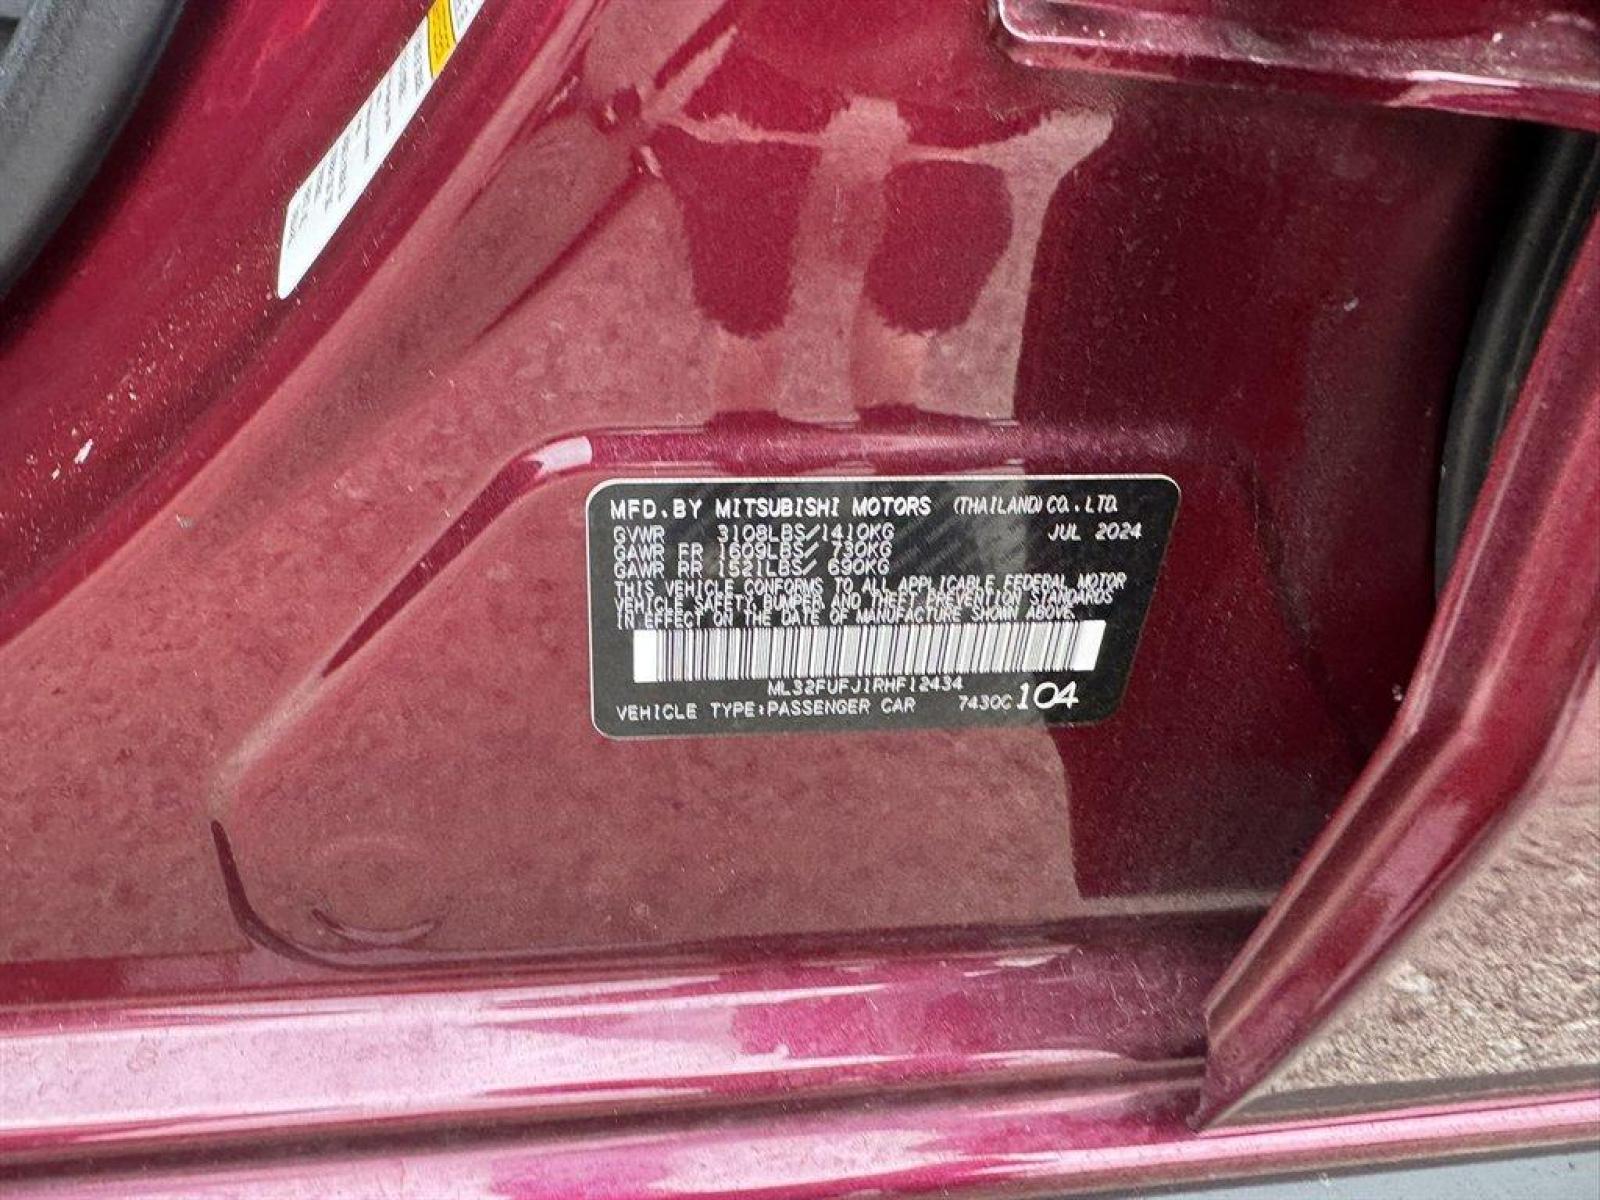 MFD.BY MITSUBISHI MOTORS (THAILAND)CO.,LTD.
GVWR 3108LBS/1410KG JUL 2024
GAWR FR 1609LBS/ 730KG
GAWR RR 1521LBS/ 690KG
THIS VEHICLE CONFORMS TO ALL APPLICABLE FEDERAL MOTOR
VEHICLE SAFETY, BUMPER AND THEFT PREVENTION STANDARDS
IN EFFECT ON THE DATE OF MANUFACTURE SHOWN ABOVE.
ML32FUFJ1RHF12434
VEHICLE TYPE:PASSENGER CAR 7430C 104